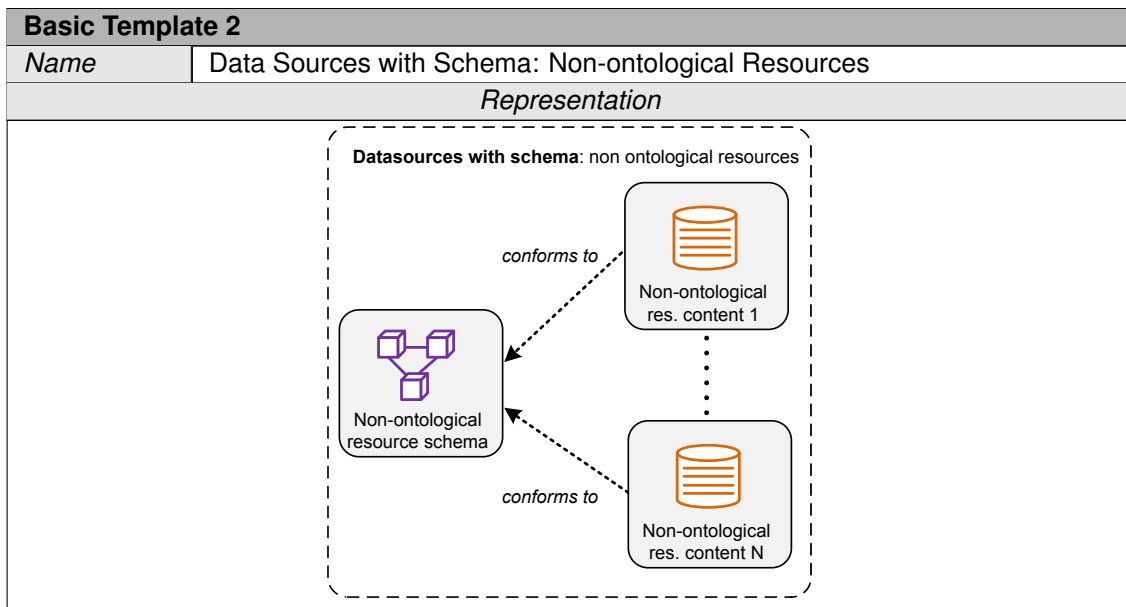 Basic Template 2
Name Data Sources with Schema: Non-ontological Resources
Representation
Datasources with schema: non ontological resources
conforms to
Non-ontological
res. content 1
Non-ontological
resource schema
conforms to
Non-ontological
res. content N